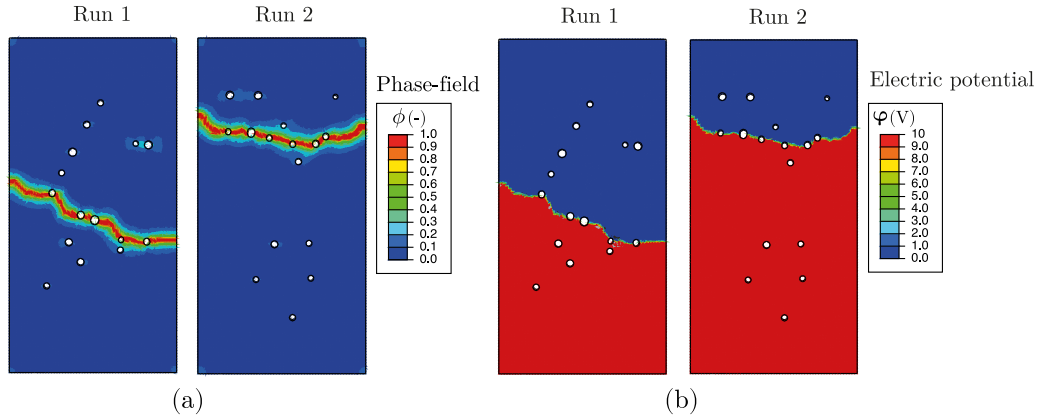 Run 1
Run 2
Phase-field
ϕ (-)
1.0
0.9
0.8
0.7
0.6
0.5
0.4
0.3
0.2
0.1
0.0
(a)
Run 1
Run 2
Electric potential
φ (V)
10
9.0
8.0
7.0
6.0
5.0
4.0
3.0
2.0
1.0
0.0
(b)